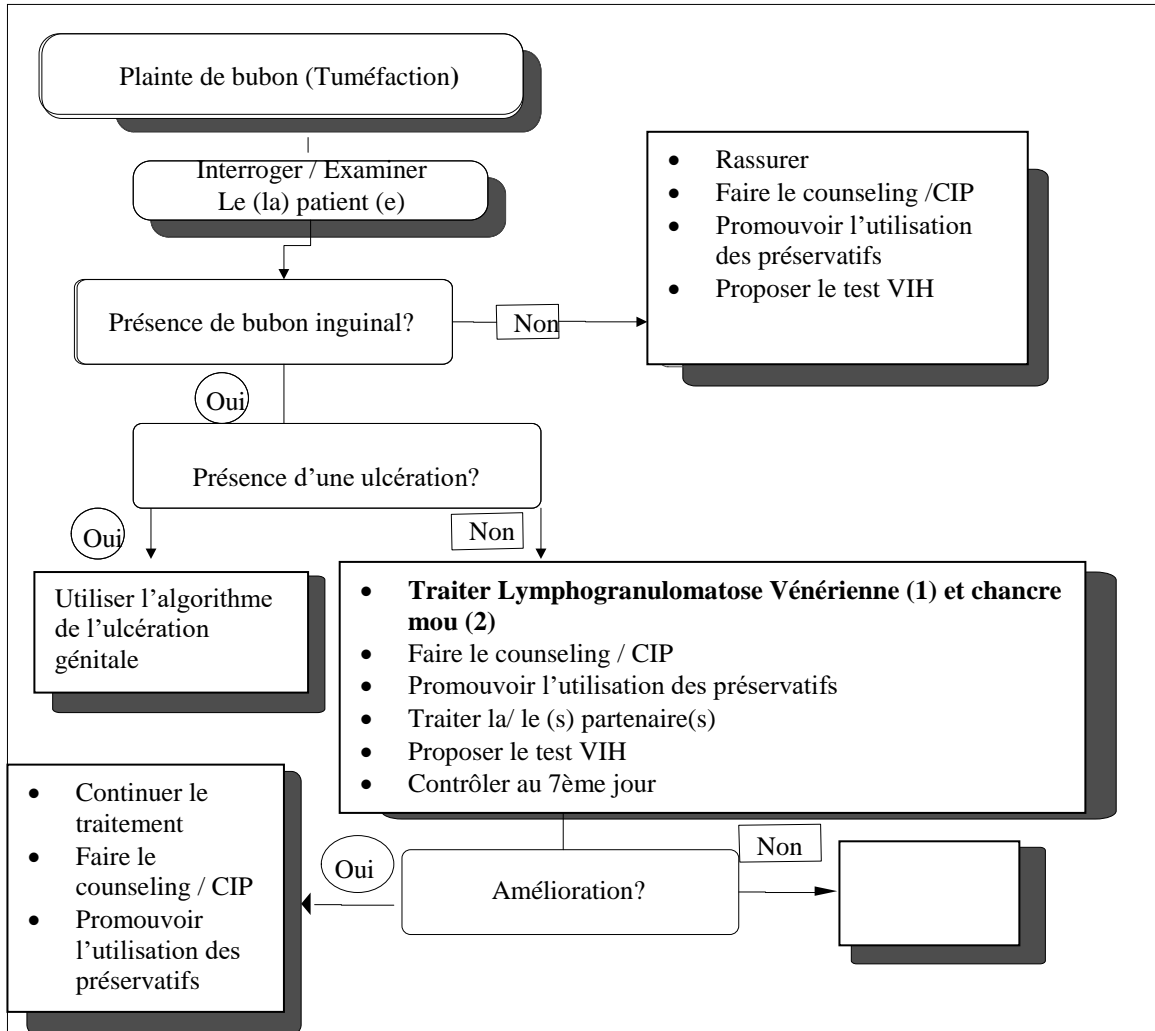 Plainte de bubon (Tuméfaction)
Interroger / Examiner
Le (la) patient (e)
• Rassurer
• Faire le counseling /CIP
• Promouvoir l’utilisation
des préservatifs
• Proposer le test VIH
Présence de bubon inguinal?
Non
Oui
Présence d’une ulcération?
Oui
Non
Utiliser l’algorithme
de l’ulcération
génitale
• Traiter Lymphogranulomatose Vénérienne (1) et chancre
mou (2)
• Faire le counseling / CIP
• Promouvoir l’utilisation des préservatifs
• Traiter la/ le (s) partenaire(s)
• Proposer le test VIH
• Contrôler au 7ème jour
• Continuer le
traitement
• Faire le
counseling / CIP
• Promouvoir
l’utilisation des
préservatifs
Oui
Amélioration?
Non